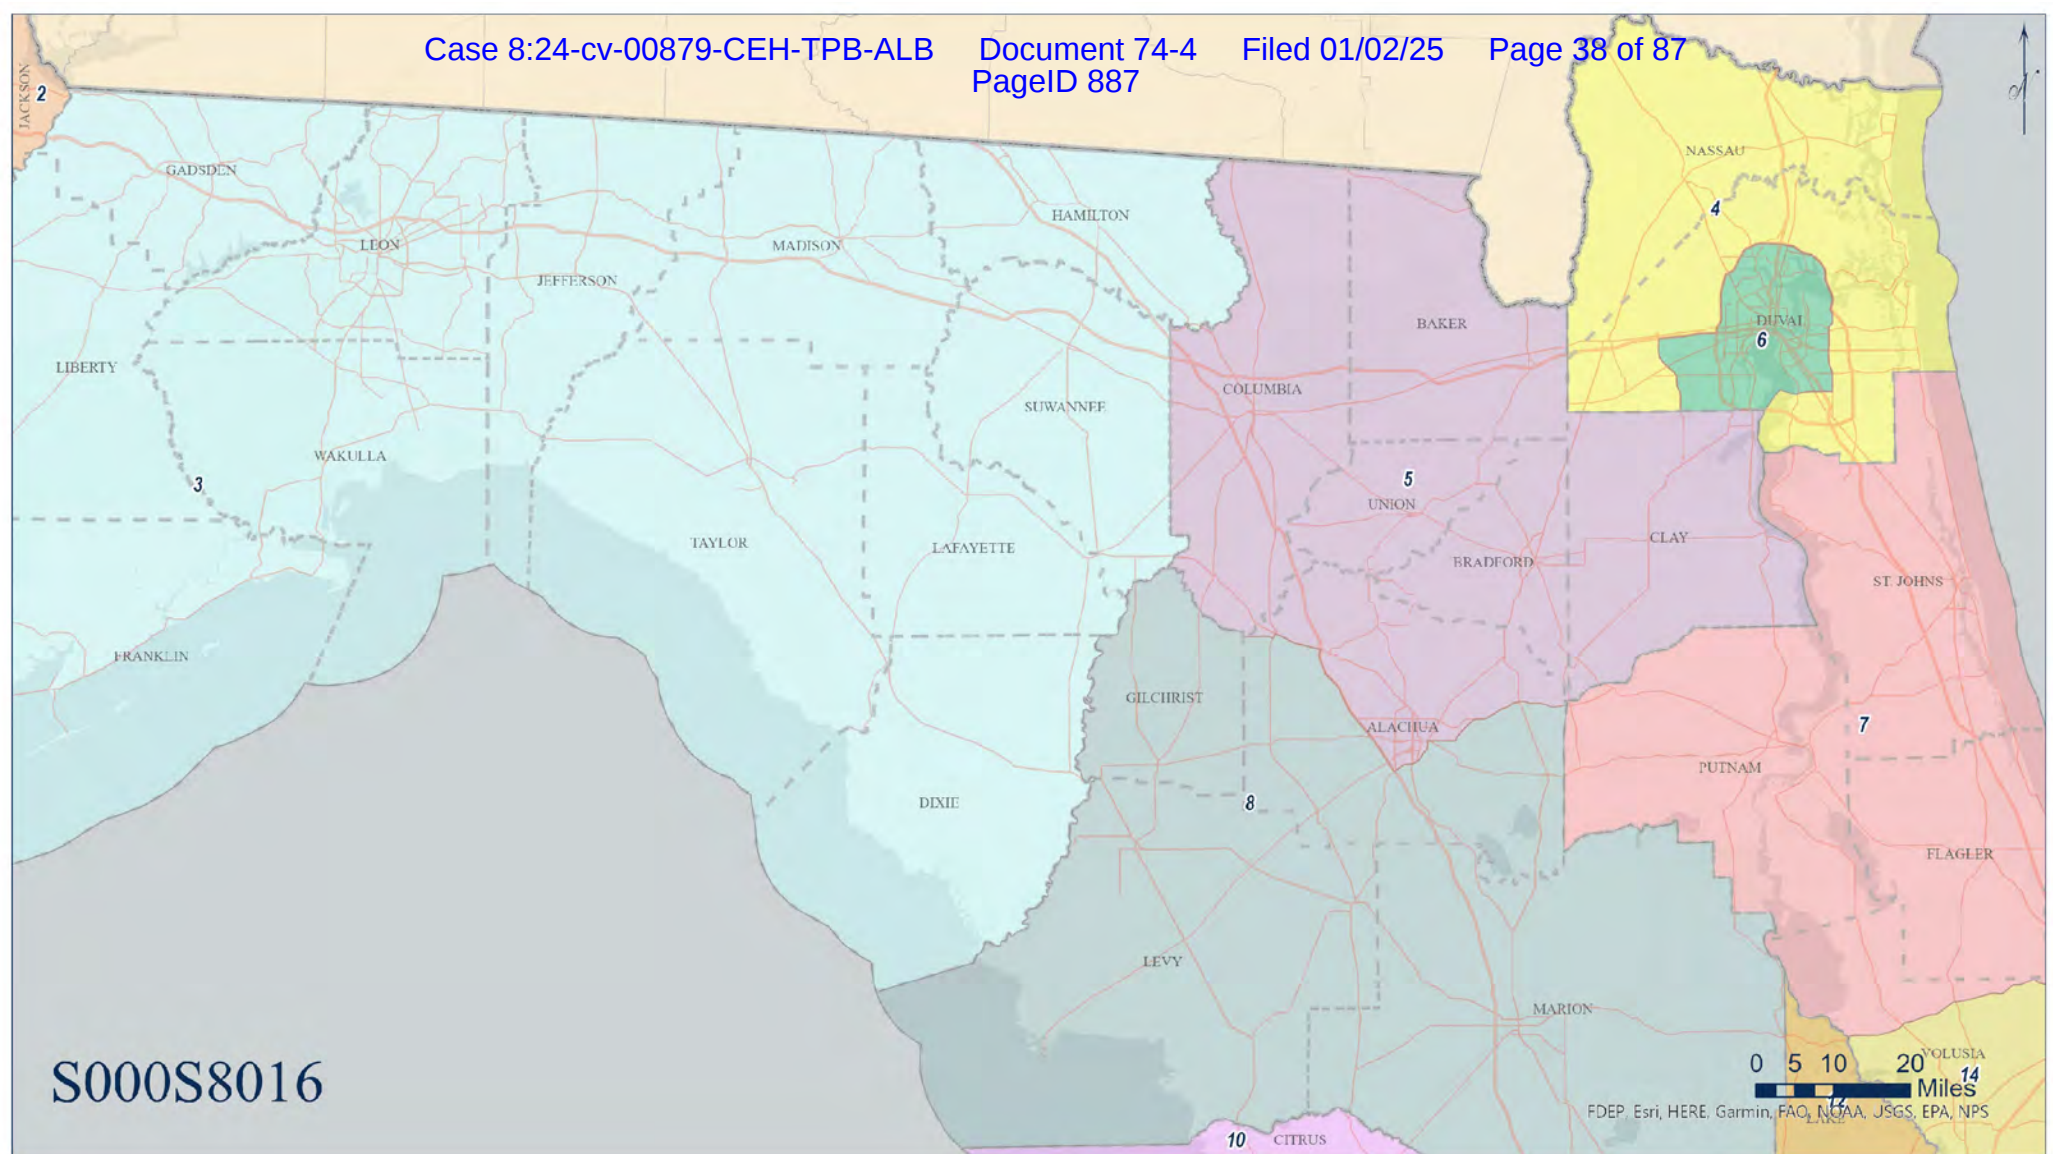 Case 8:24-cv-00879-CEH-TPB-ALB Document 74-4 Filed 01/02/25 Page 38 of 87
PageID 887
JACKSON
2
GADSDEN
NASSAU
4
HAMILTON
LEON
MADISON
JEFFERSON
DUVAL
6
BAKER
LIBERTY
COLUMBIA
SUWANNEE
WAKULLA
3
5
UNION
TAYLOR
LAFAYETTE
BRADFORD
CLAY
ST. JOHNS
FRANKLIN
GILCHRIST
ALACHUA
7
PUTNAM
DIXIE
8
FLAGLER
LEVY
MARION
S000S8016
VOLUSIA
14
0 5 10 20
Miles
12
FDEP, Esri, HERE, Garmin, FAO, NOAA, USGS, EPA, NPS
LAKE
10
CITRUS